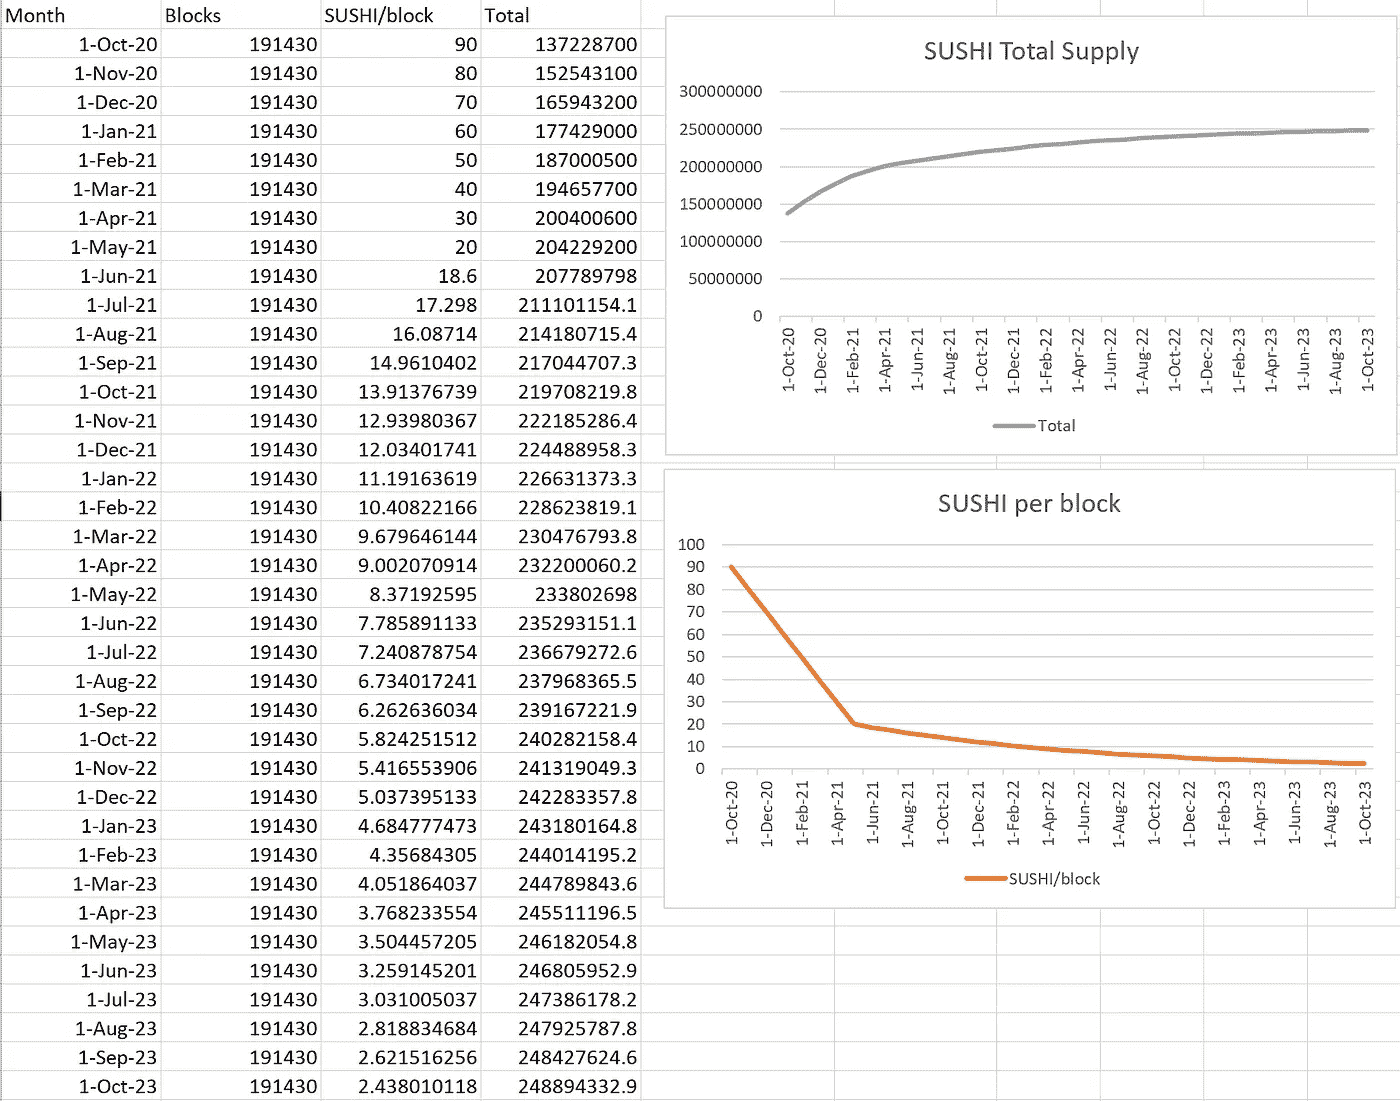 Month Blocks SUSHI/block Total
1-Oct-20 191430 90 137228700
1-Nov-20 191430 80 152543100
1-Dec-20 191430 70 165943200
1-Jan-21 191430 60 177429000
1-Feb-21 191430 50 187000500
1-Mar-21 191430 40 194657700
1-Apr-21 191430 30 200400600
1-May-21 191430 20 204229200
1-Jun-21 191430 18.6 207789798
1-Jul-21 191430 17.298 211101154.1
1-Aug-21 191430 16.08714 214180715.4
1-Sep-21 191430 14.9610402 217044707.3
1-Oct-21 191430 13.91376739 219708219.8
1-Nov-21 191430 12.93980367 222185286.4
1-Dec-21 191430 12.03401741 224488958.3
1-Jan-22 191430 11.19163619 226631373.3
1-Feb-22 191430 10.40822166 228623819.1
1-Mar-22 191430 9.679646144 230476793.8
1-Apr-22 191430 9.002070914 232200060.2
1-May-22 191430 8.37192595 233802698
1-Jun-22 191430 7.785891133 235293151.1
1-Jul-22 191430 7.240878754 236679272.6
1-Aug-22 191430 6.734017241 237968365.5
1-Sep-22 191430 6.262636034 239167221.9
1-Oct-22 191430 5.824251512 240282158.4
1-Nov-22 191430 5.416553906 241319049.3
1-Dec-22 191430 5.037395133 242283357.8
1-Jan-23 191430 4.684777473 243180164.8
1-Feb-23 191430 4.35684305 244014195.2
1-Mar-23 191430 4.051864037 244789843.6
1-Apr-23 191430 3.768233554 245511196.5
1-May-23 191430 3.504457205 246182054.8
1-Jun-23 191430 3.259145201 246805952.9
1-Jul-23 191430 3.031005037 247386178.2
1-Aug-23 191430 2.818834684 247925787.8
1-Sep-23 191430 2.621516256 248427624.6
1-Oct-23 191430 2.438010118 248894332.9
SUSHI Total Supply
300000000
250000000
200000000
150000000
100000000
50000000
0
1-Oct-20 1-Dec-20 1-Feb-21 1-Apr-21 1-Jun-21 1-Aug-21 1-Oct-21 1-Dec-21 1-Feb-22 1-Apr-22 1-Jun-22 1-Aug-22 1-Oct-22 1-Dec-22 1-Feb-23 1-Apr-23 1-Jun-23 1-Aug-23 1-Oct-23
Total
SUSHI per block
100
90
80
70
60
50
40
30
20
10
0
1-Oct-20 1-Dec-20 1-Feb-21 1-Apr-21 1-Jun-21 1-Aug-21 1-Oct-21 1-Dec-21 1-Feb-22 1-Apr-22 1-Jun-22 1-Aug-22 1-Oct-22 1-Dec-22 1-Feb-23 1-Apr-23 1-Jun-23 1-Aug-23 1-Oct-23
SUSHI/block